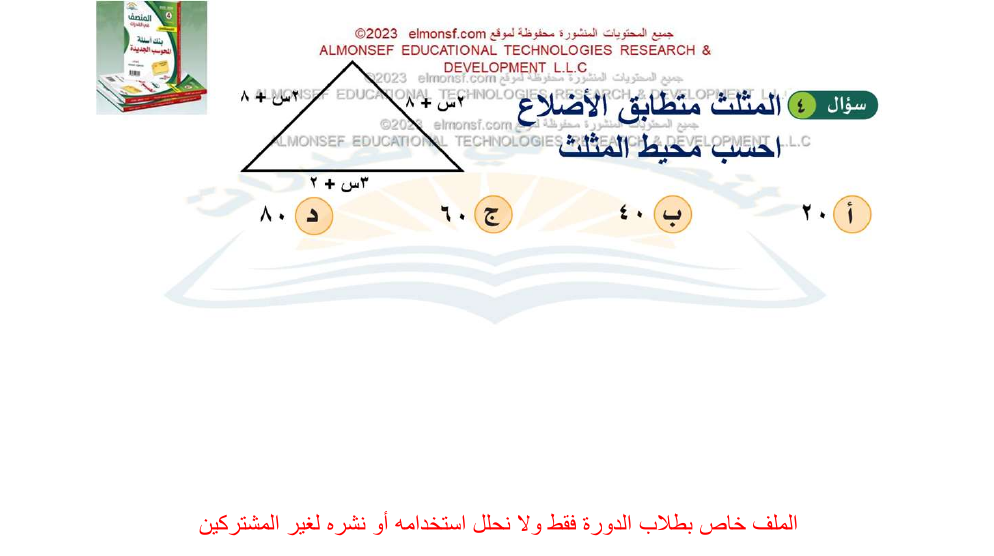 المنصف
في القدرات
بنك أسئلة
المحوسب الجديدة
جميع المحتويات المنشورة محفوظة لموقع elmonsf.com ©2023
ALMONSEF EDUCATIONAL TECHNOLOGIES RESEARCH &
DEVELOPMENT L.L.C
©2023 elmonsf.com جميع المحتويات المنشورة محفوظة لموقع
ALMONSEF EDUCATIONAL TECHNOLOGIES RESEARCH & DEVELOPMENT L.L.C
سؤال ٤ المثلث متطابق الأضلاع
©2023 elmonsf.com جميع المحتويات المنشورة محفوظة لموقع
ALMONSEF EDUCATIONAL TECHNOLOGIES RESEARCH & DEVELOPMENT L.L.C
احسب محيط المثلث
٢س + ٨
٢س + ٨
٣س + ٢
أ ٢٠ ب ٤٠ ج ٦٠ د ٨٠
الملف خاص بطلاب الدورة فقط ولا نحلل استخدامه أو نشره لغير المشتركين